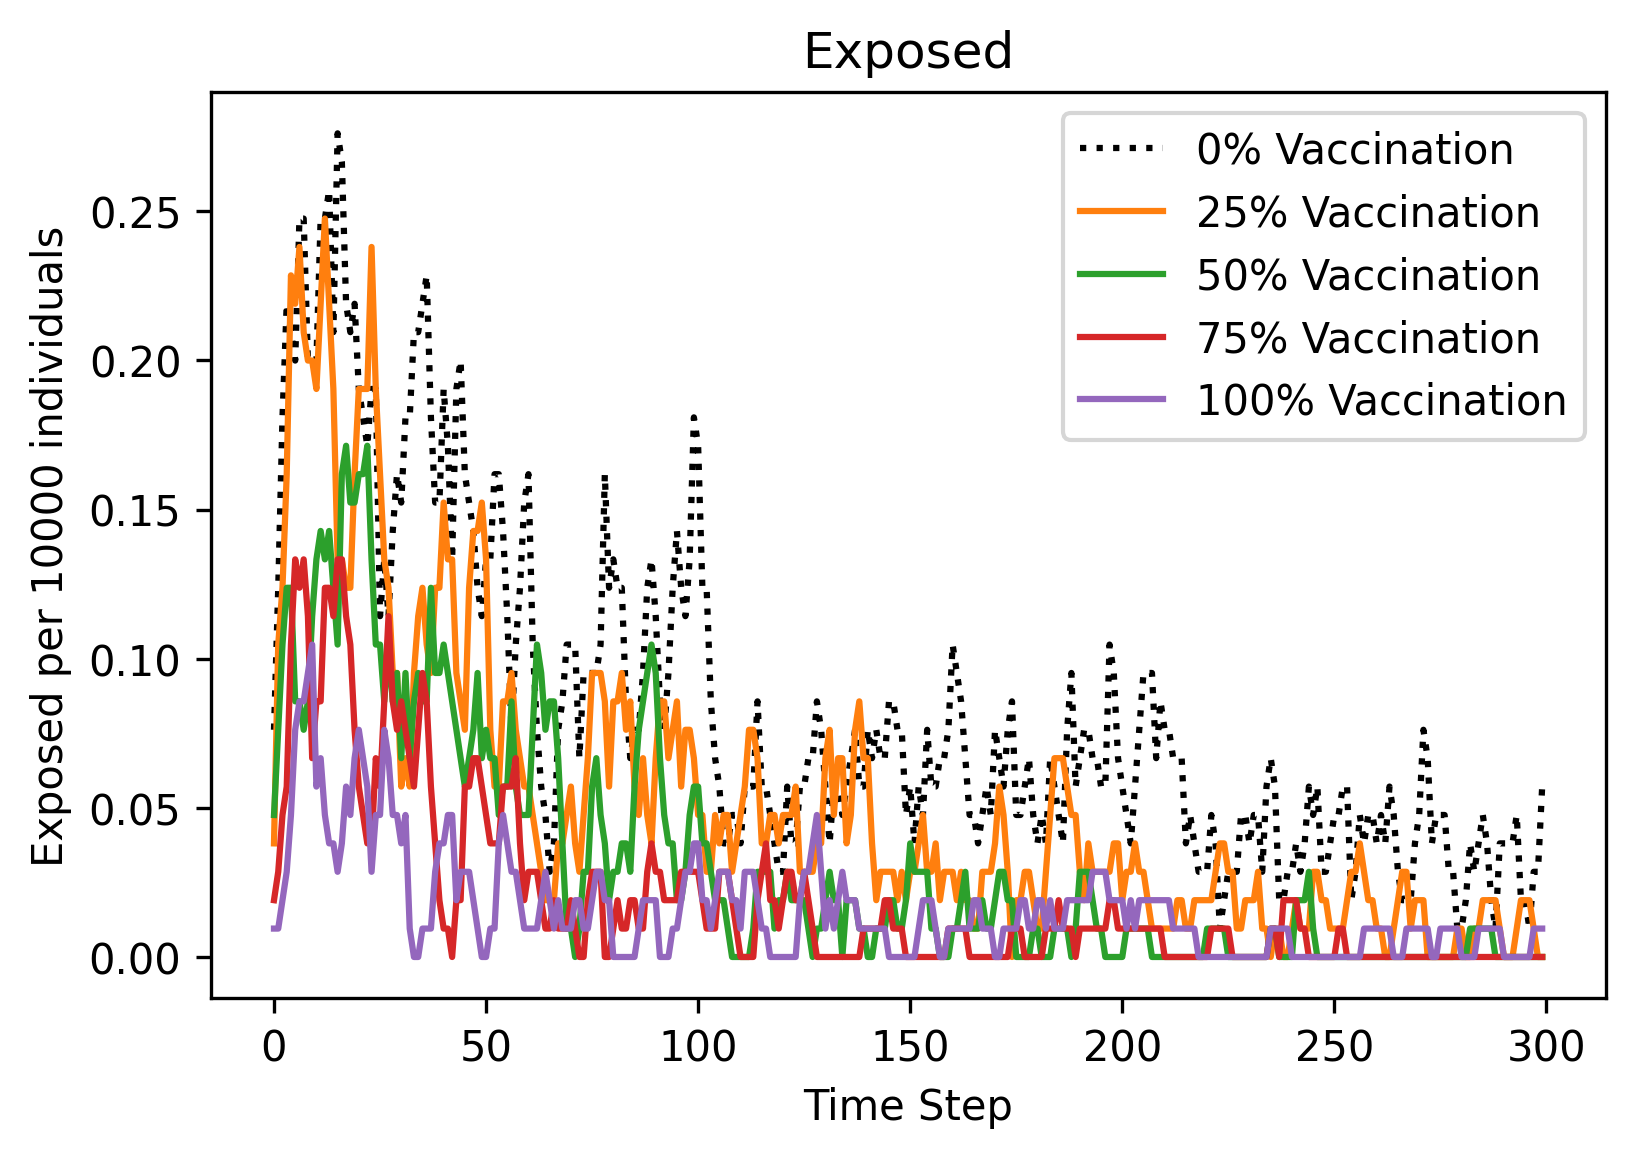 Exposed
0% Vaccination
25% Vaccination
50% Vaccination
75% Vaccination
100% Vaccination
Exposed per 10000 individuals
0.25
0.20
0.15
0.10
0.05
0.00
0 50 100 150 200 250 300
Time Step